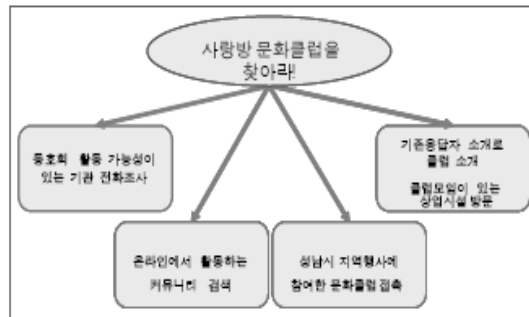 사랑방 문화클럽을
찾아라!
동호회 활동 가능성이
있는 기관 전화조사
기존응답자 소개로
클럽 소개
클럽모임이 있는
상업시설 방문
온라인에서 활동하는
커뮤니티 검색
성남시 지역행사에
참여한 문화클럽 접촉